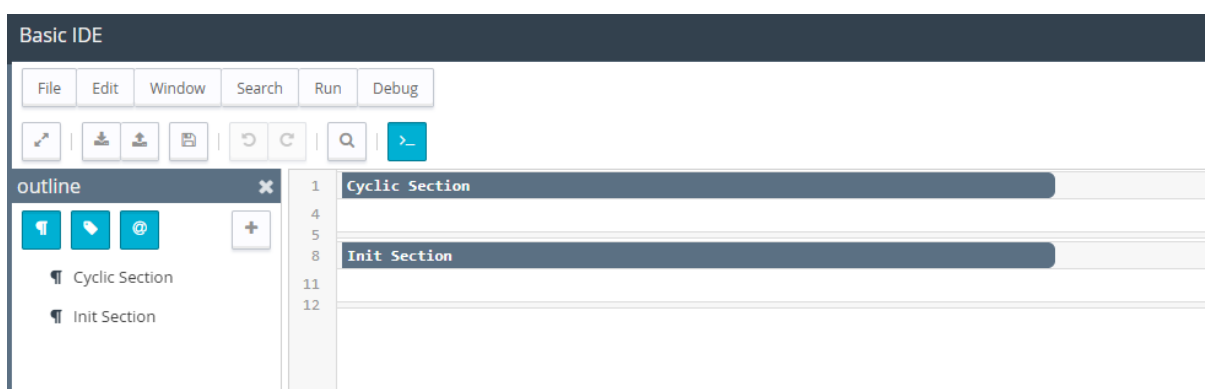 Basic IDE
File Edit Window Search Run Debug
>_
outline
1 Cyclic Section
4
5
8 Init Section
11
12
¶ @ +
¶ Cyclic Section
¶ Init Section